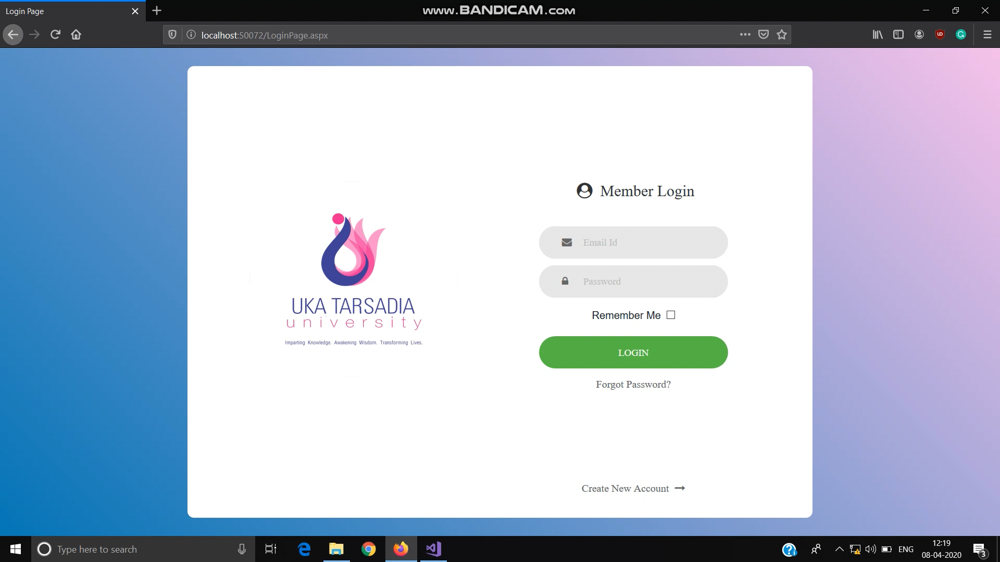 Login Page
www.BANDICAM.com
localhost:50072/LoginPage.aspx
Member Login
Email Id
Password
Remember Me
LOGIN
Forgot Password?
Create New Account
UKA TARSADIA
university
Imparting Knowledge. Awakening Wisdom. Transforming Lives.
Type here to search
ENG
12:19
08-04-2020
3